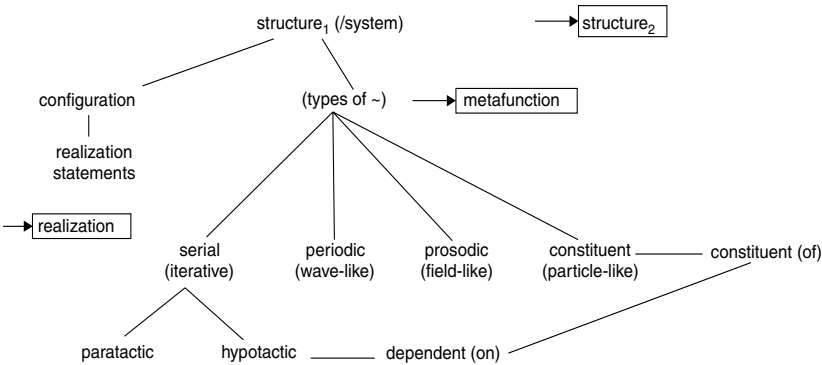 structure1 (/system)
structure2
configuration
(types of ~)
metafunction
realization
statements
realization
serial
(iterative)
periodic
(wave-like)
prosodic
(field-like)
constituent
(particle-like)
constituent (of)
paratactic
hypotactic
dependent (on)